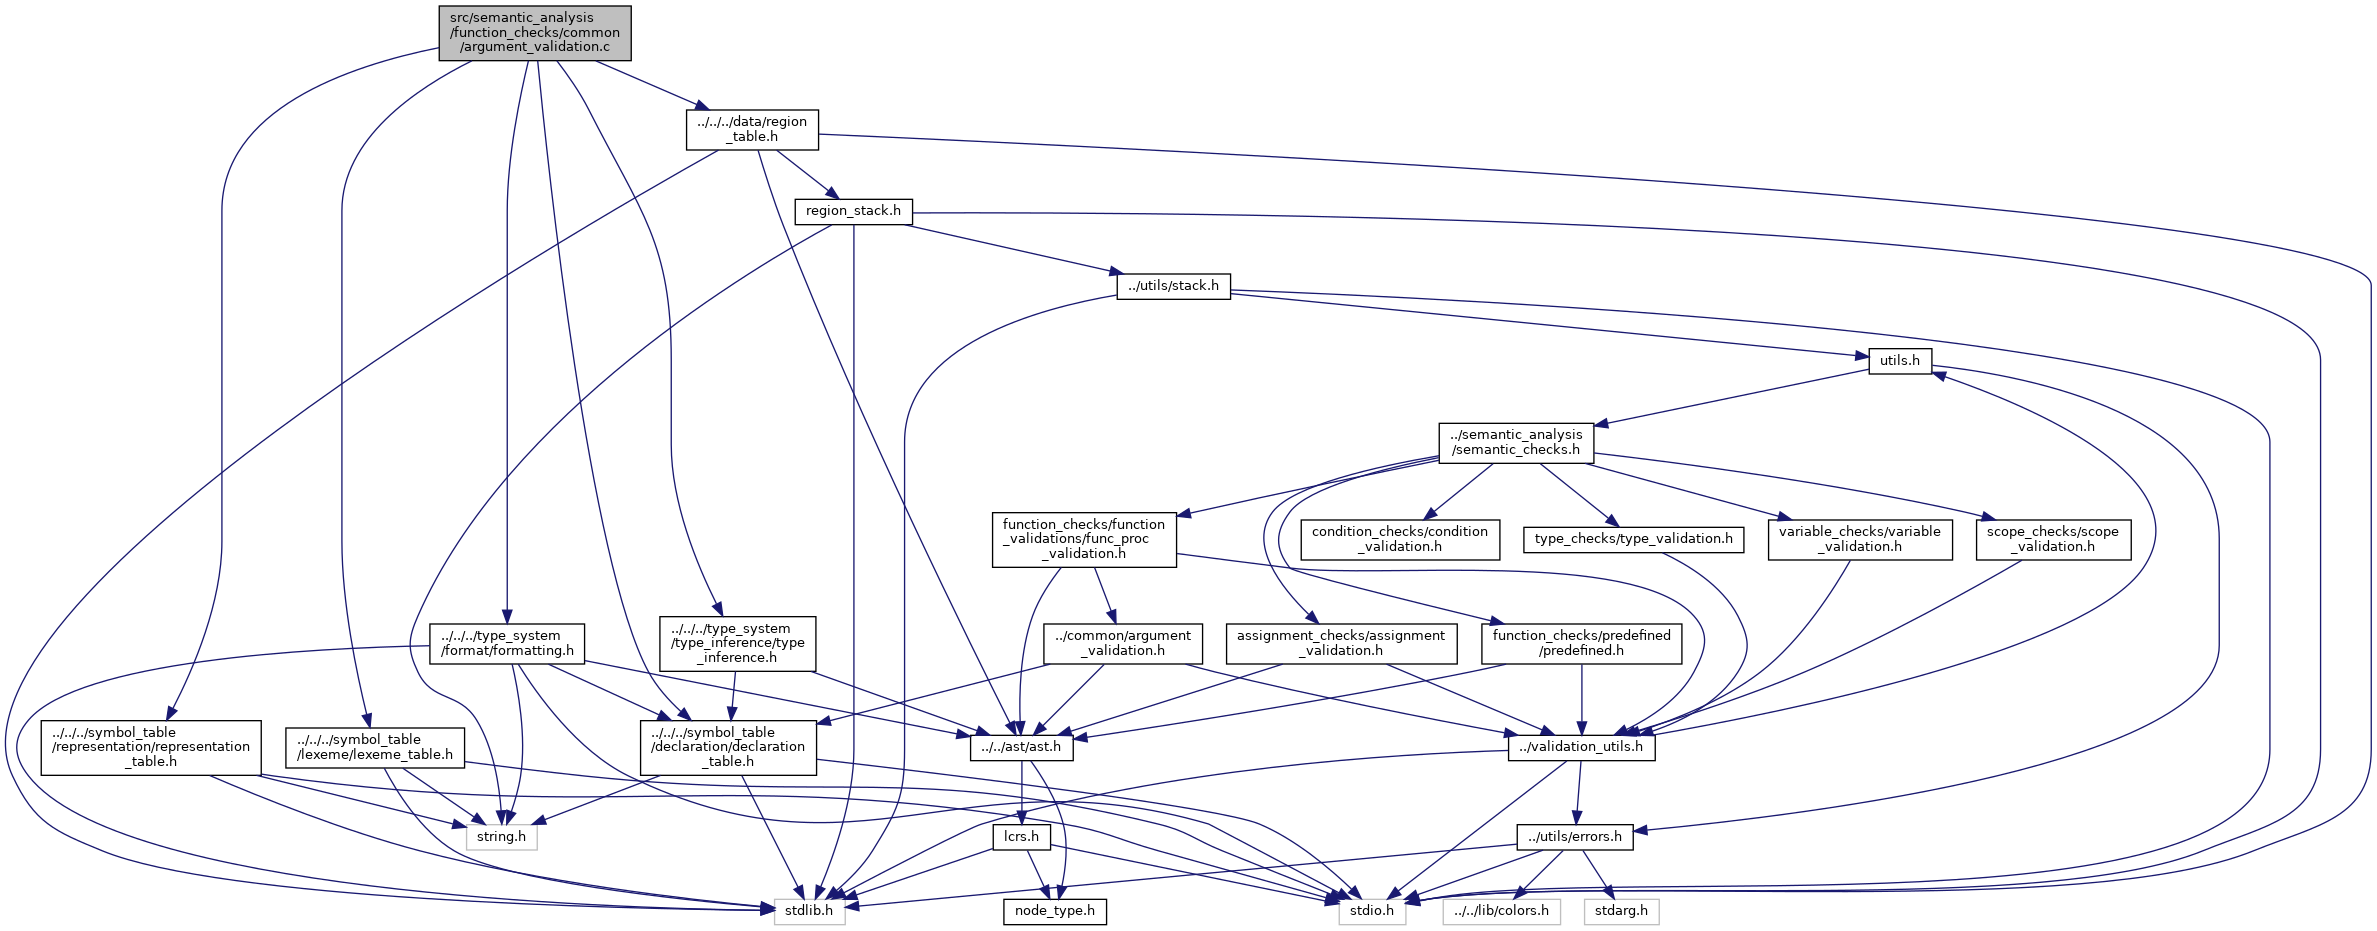 src/semantic_analysis
/function_checks/common
/argument_validation.c
../../../data/region
_table.h
region_stack.h
../utils/stack.h
utils.h
../semantic_analysis
/semantic_checks.h
function_checks/function
_validations/func_proc
_validation.h
condition_checks/condition
_validation.h
type_checks/type_validation.h
variable_checks/variable
_validation.h
scope_checks/scope
_validation.h
../../../type_system
/format/formatting.h
../../../type_system
/type_inference/type
_inference.h
../common/argument
_validation.h
assignment_checks/assignment
_validation.h
function_checks/predefined
/predefined.h
../../../symbol_table
/representation/representation
_table.h
../../../symbol_table
/lexeme/lexeme_table.h
../../../symbol_table
/declaration/declaration
_table.h
../../ast/ast.h
../validation_utils.h
string.h
lcrs.h
../utils/errors.h
stdlib.h
node_type.h
stdio.h
../../lib/colors.h
stdarg.h